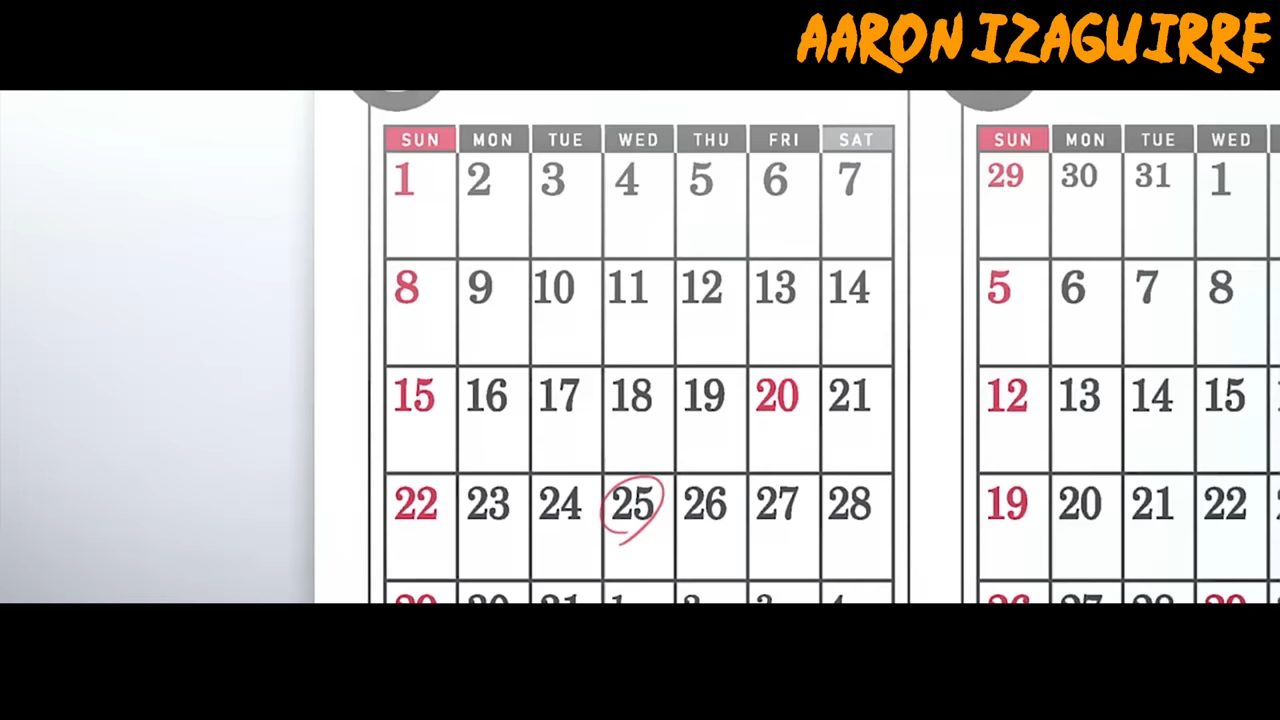 AARON IZAGUIRRE
SUN MON TUE WED THU FRI SAT
1 2 3 4 5 6 7
8 9 10 11 12 13 14
15 16 17 18 19 20 21
22 23 24 25 26 27 28
SUN MON TUE WED
29 30 31 1
5 6 7 8
12 13 14 15
19 20 21 22